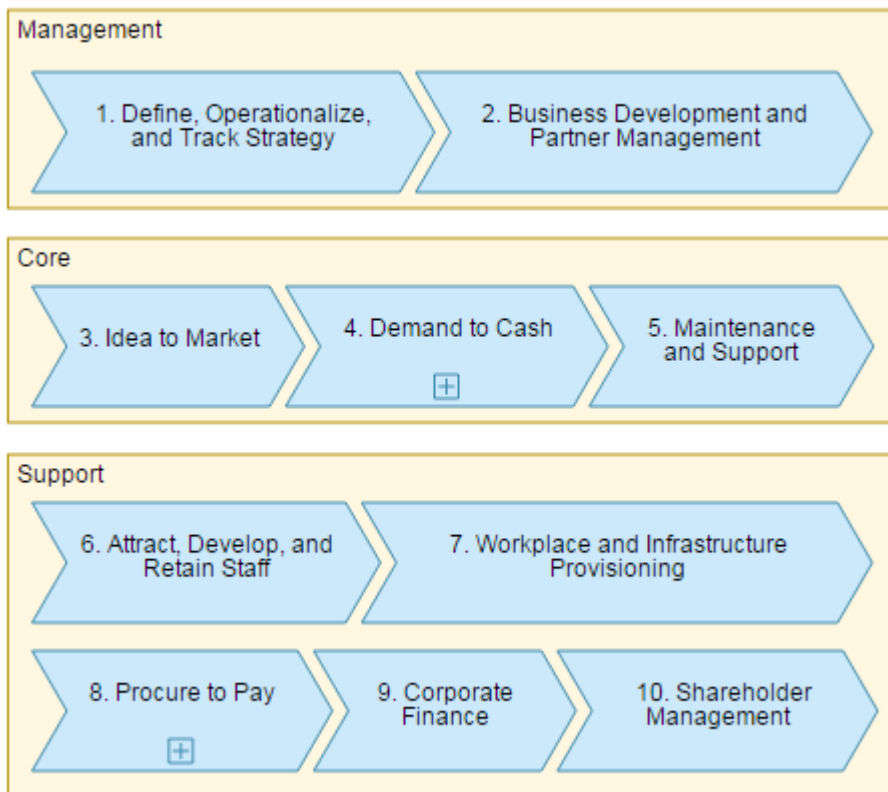 Management
1. Define, Operationalize,
and Track Strategy
2. Business Development and
Partner Management
Core
3. Idea to Market
4. Demand to Cash
5. Maintenance
and Support
Support
6. Attract, Develop, and
Retain Staff
7. Workplace and Infrastructure
Provisioning
8. Procure to Pay
9. Corporate
Finance
10. Shareholder
Management